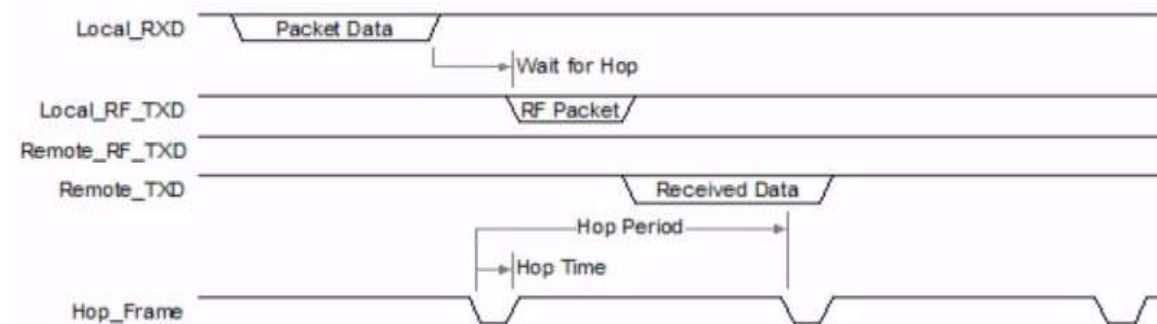 Local_RXD
Packet Data
Wait for Hop
Local_RF_TXD
RF Packet
Remote_RF_TXD
Remote_TXD
Received Data
Hop Period
Hop Time
Hop_Frame